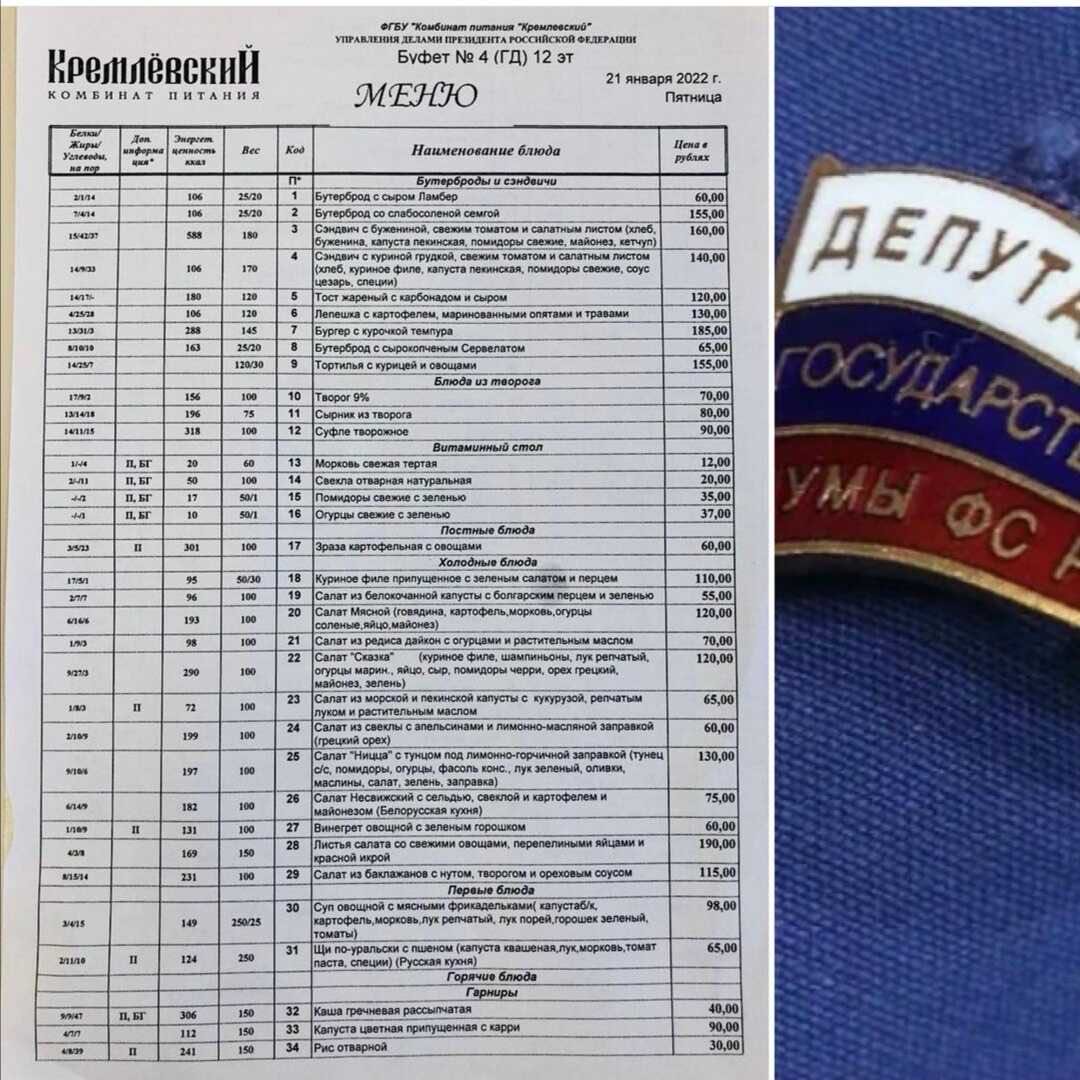 ФГБУ "Комбинат питания "Кремлевский"
УПРАВЛЕНИЯ ДЕЛАМИ ПРЕЗИДЕНТА РОССИЙСКОЙ ФЕДЕРАЦИИ
Буфет № 4 (ГД) 12 эт
КремлёвскиЙ
КОМБИНАТ ПИТАНИЯ
МЕНЮ
21 января 2022 г.
Пятница
Белки/ Жиры/ Углеводы, на пор | Доп. информация* | Энергет. ценность ккал | Вес | Код | Наименование блюда | Цена в рублях
П* Бутерброды и сэндвичи
2/1/14 106 25/20 1 Бутерброд с сыром Ламбер 60,00
7/4/14 106 25/20 2 Бутерброд со слабосоленой семгой 155,00
15/42/37 588 180 3 Сэндвич с бужениной, свежим томатом и салатным листом (хлеб, 160,00
буженина, капуста пекинская, помидоры свежие, майонез, кетчуп)
14/9/33 106 170 4 Сэндвич с куриной грудкой, свежим томатом и салатным листом 140,00
(хлеб, куриное филе, капуста пекинская, помидоры свежие, соус
цезарь, специи)
14/17/- 180 120 5 Тост жареный с карбонадом и сыром 120,00
4/25/28 106 120 6 Лепешка с картофелем, маринованными опятами и травами 130,00
13/31/3 288 145 7 Бургер с курочкой темпура 185,00
8/10/10 163 25/20 8 Бутерброд с сырокопченым Сервелатом 65,00
14/25/7 120/30 9 Тортилья с курицей и овощами 155,00
Блюда из творога
17/9/2 156 100 10 Творог 9% 70,00
13/14/18 196 75 11 Сырник из творога 80,00
14/11/15 318 100 12 Суфле творожное 90,00
Витаминный стол
1/-/4 П, БГ 20 60 13 Морковь свежая тертая 12,00
2/-/11 П, БГ 50 100 14 Свекла отварная натуральная 20,00
-/-/2 П, БГ 17 50/1 15 Помидоры свежие с зеленью 35,00
-/-/1 П, БГ 10 50/1 16 Огурцы свежие с зеленью 37,00
Постные блюда
3/5/23 П 301 100 17 Зраза картофельная с овощами 60,00
Холодные блюда
17/5/1 95 50/30 18 Куриное филе припущенное с зеленым салатом и перцем 110,00
2/7/7 96 100 19 Салат из белокочанной капусты с болгарским перцем и зеленью 55,00
6/16/6 193 100 20 Салат Мясной (говядина, картофель,морковь,огурцы 120,00
соленые,яйцо,майонез)
1/9/3 98 100 21 Салат из редиса дайкон с огурцами и растительным маслом 70,00
9/27/3 290 100 22 Салат "Сказка" (куриное филе, шампиньоны, лук репчатый, 120,00
огурцы марин., яйцо, сыр, помидоры черри, орех грецкий,
майонез, зелень)
1/8/3 П 72 100 23 Салат из морской и пекинской капусты с кукурузой, репчатым 65,00
луком и растительным маслом
2/10/9 199 100 24 Салат из свеклы с апельсинами и лимонно-масляной заправкой 60,00
(грецкий орех)
9/10/6 197 100 25 Салат "Ницца" с тунцом под лимонно-горчичной заправкой (тунец 130,00
с/с, помидоры, огурцы, фасоль конс., лук зеленый, оливки,
маслины, салат, зелень, заправка)
6/14/9 182 100 26 Салат Несвижский с сельдью, свеклой и картофелем и 75,00
майонезом (Белорусская кухня)
1/10/9 П 131 100 27 Винегрет овощной с зеленым горошком 60,00
4/3/8 169 150 28 Листья салата со свежими овощами, перепелиными яйцами и 190,00
красной икрой
8/15/14 231 100 29 Салат из баклажанов с нутом, творогом и ореховым соусом 115,00
Первые блюда
3/4/15 149 250/25 30 Суп овощной с мясными фрикадельками( капустаб/к, 98,00
картофель,морковь,лук репчатый, лук порей,горошек зеленый,
томаты)
2/11/10 П 124 250 31 Щи по-уральски с пшеном (капуста квашеная,лук,морковь,томат 65,00
паста, специи) (Русская кухня)
Горячие блюда
Гарниры
9/9/47 П, БГ 306 150 32 Каша гречневая рассыпчатая 40,00
4/7/7 112 150 33 Капуста цветная припущенная с карри 90,00
4/8/39 П 241 150 34 Рис отварной 30,00
ДЕПУТА
ГОСУДАРСТВЕ
УМЫ ФС Р